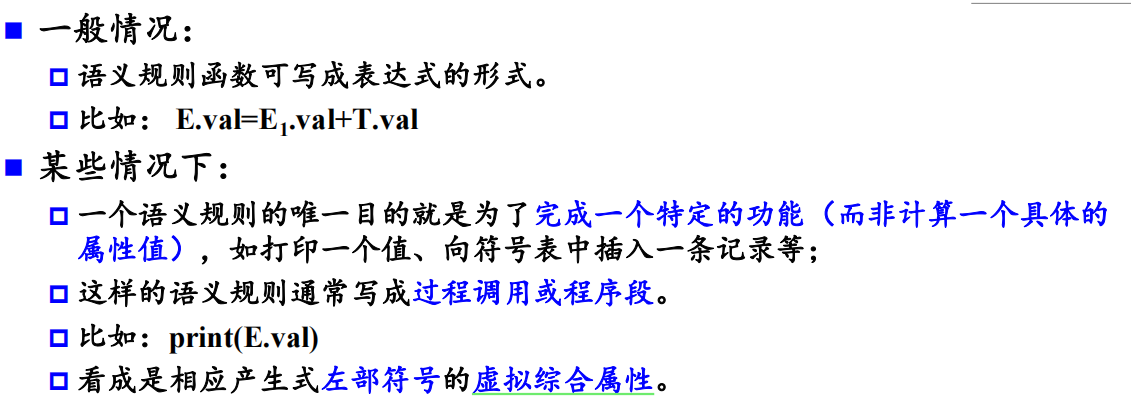 一般情况：
语义规则函数可写成表达式的形式。
比如： E.val=E₁.val+T.val
某些情况下：
一个语义规则的唯一目的就是为了完成一个特定的功能（而非计算一个具体的
属性值），如打印一个值、向符号表中插入一条记录等；
这样的语义规则通常写成过程调用或程序段。
比如：print(E.val)
看成是相应产生式左部符号的虚拟综合属性。